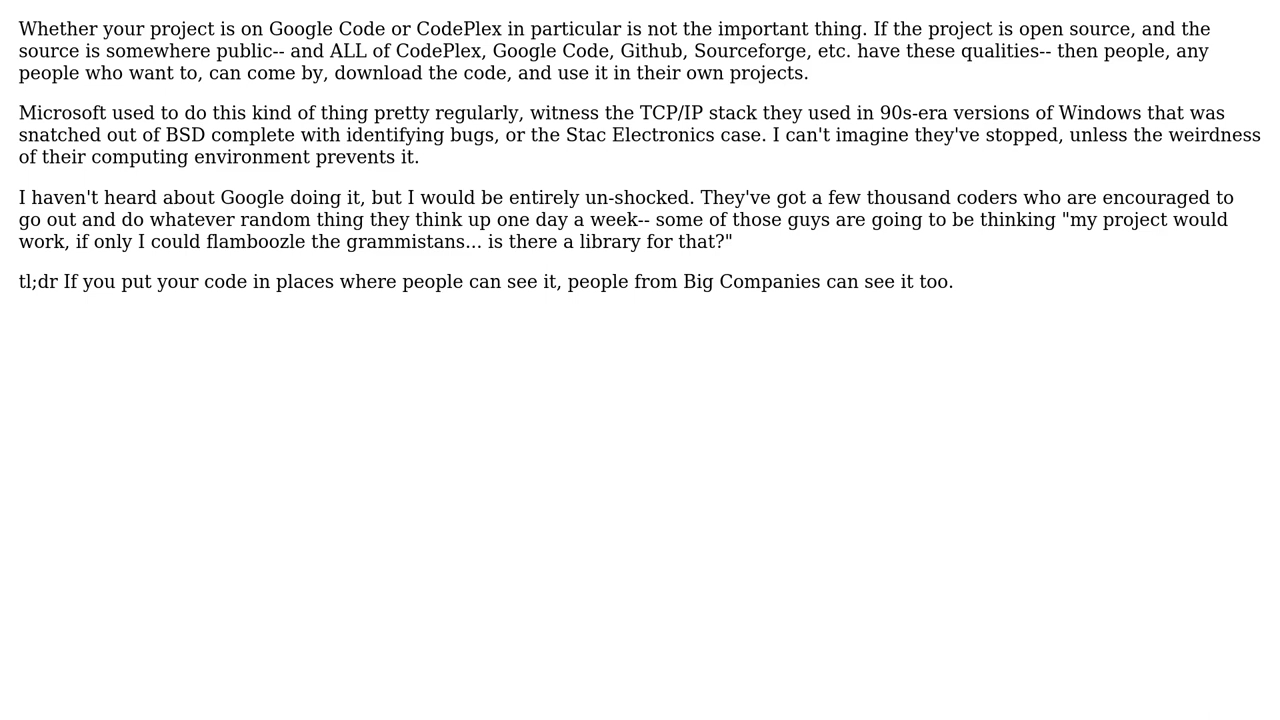 Whether your project is on Google Code or CodePlex in particular is not the important thing. If the project is open source, and the
source is somewhere public-- and ALL of CodePlex, Google Code, Github, Sourceforge, etc. have these qualities-- then people, any
people who want to, can come by, download the code, and use it in their own projects.
Microsoft used to do this kind of thing pretty regularly, witness the TCP/IP stack they used in 90s-era versions of Windows that was
snatched out of BSD complete with identifying bugs, or the Stac Electronics case. I can't imagine they've stopped, unless the weirdness
of their computing environment prevents it.
I haven't heard about Google doing it, but I would be entirely un-shocked. They've got a few thousand coders who are encouraged to
go out and do whatever random thing they think up one day a week-- some of those guys are going to be thinking "my project would
work, if only I could flamboozle the grammistans... is there a library for that?"
tl;dr If you put your code in places where people can see it, people from Big Companies can see it too.